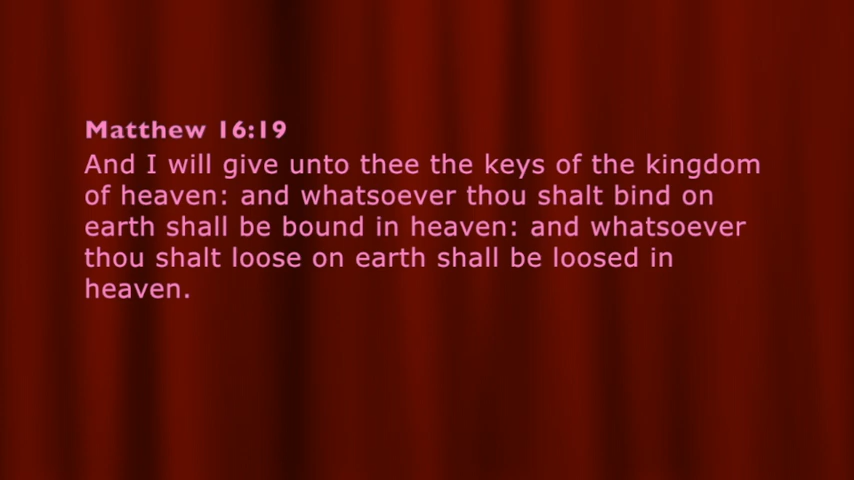 Matthew 16:19
And I will give unto thee the keys of the kingdom
of heaven: and whatsoever thou shalt bind on
earth shall be bound in heaven: and whatsoever
thou shalt loose on earth shall be loosed in
heaven.